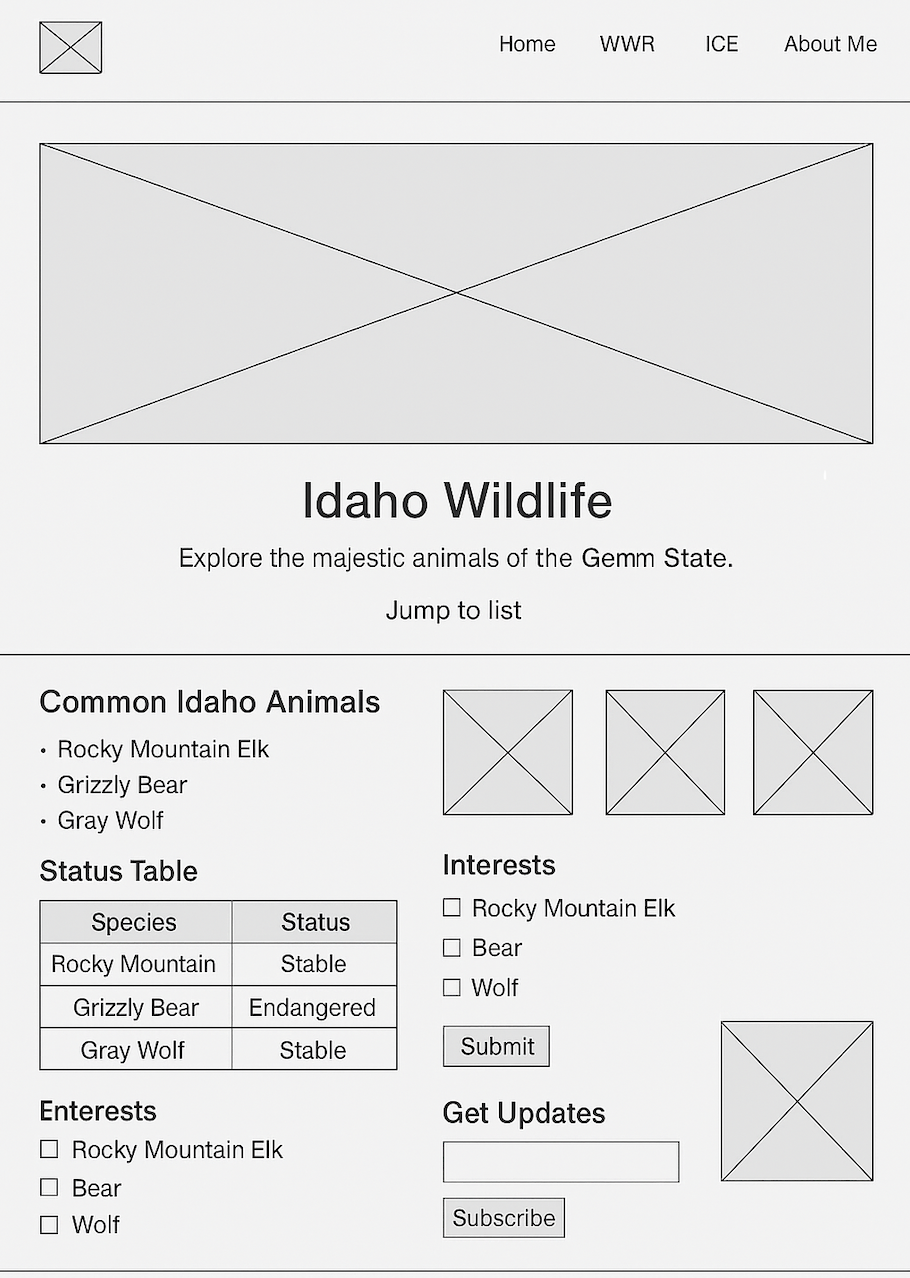 Home WWR ICE About Me
Idaho Wildlife
Explore the majestic animals of the Gemm State.
Jump to list
Common Idaho Animals
• Rocky Mountain Elk
• Grizzly Bear
• Gray Wolf
Status Table
Species Status
Rocky Mountain Stable
Grizzly Bear Endangered
Gray Wolf Stable
Enterests
Rocky Mountain Elk
Bear
Wolf
Interests
Rocky Mountain Elk
Bear
Wolf
Submit
Get Updates
Subscribe